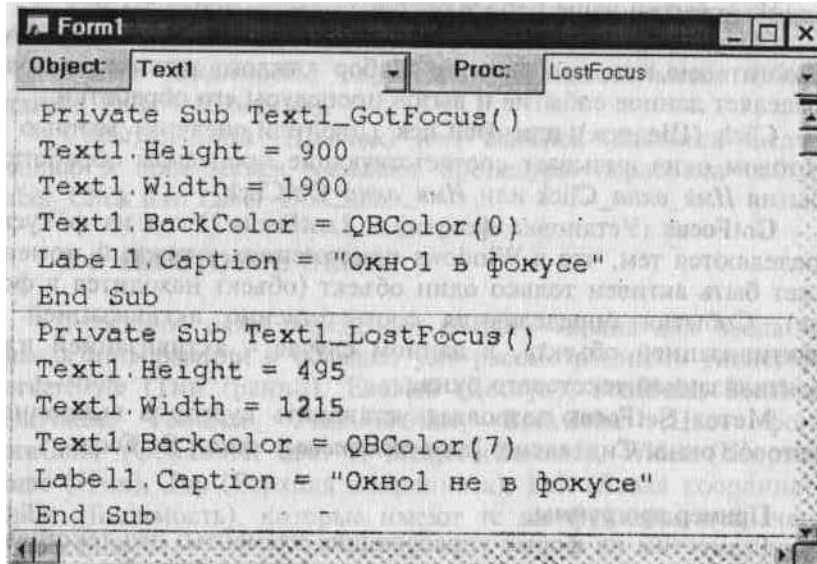 Form1
Object: Text1 Proc: LostFocus
Private Sub Text1_GotFocus()
Text1.Height = 900
Text1.Width = 1900
Text1.BackColor = QBColor(0)
Label1.Caption = "Окно1 в фокусе"
End Sub
Private Sub Text1_LostFocus()
Text1.Height = 495
Text1.Width = 1215
Text1.BackColor = QBColor(7)
Label1.Caption = "Окно1 не в фокусе"
End Sub